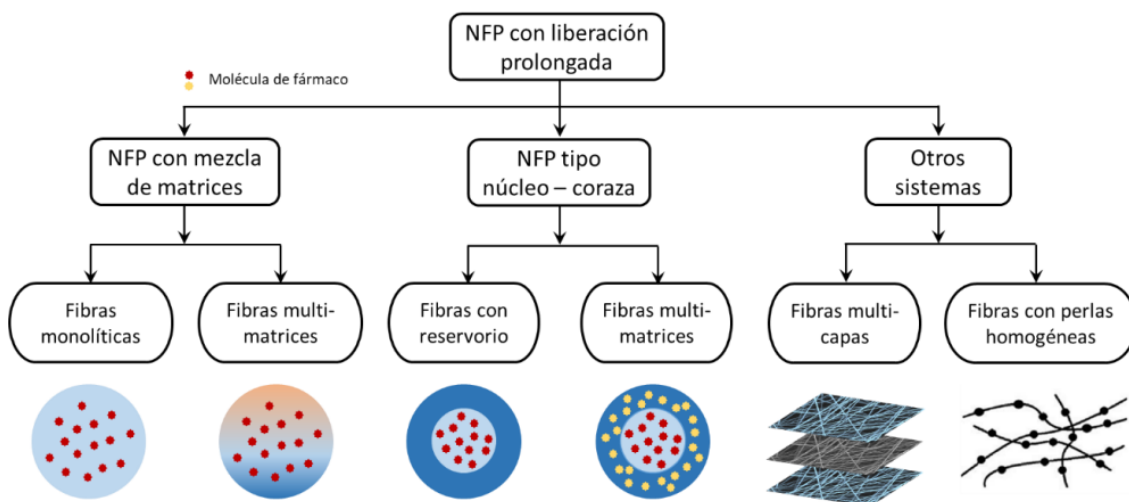 NFP con liberación
prolongada
Molécula de fármaco
NFP con mezcla
de matrices
NFP tipo
núcleo – coraza
Otros
sistemas
Fibras
monolíticas
Fibras multi-
matrices
Fibras con
reservorio
Fibras multi-
matrices
Fibras multi-
capas
Fibras con perlas
homogéneas